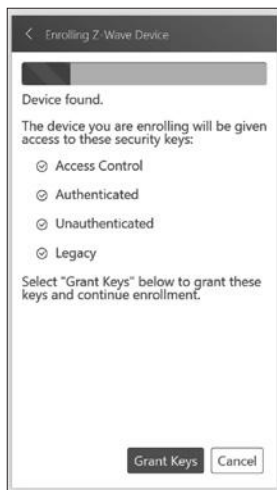 Enrolling Z-Wave Device
Device found.
The device you are enrolling will be given
access to these security keys:
Access Control
Authenticated
Unauthenticated
Legacy
Select "Grant Keys" below to grant these
keys and continue enrollment.
Grant Keys Cancel